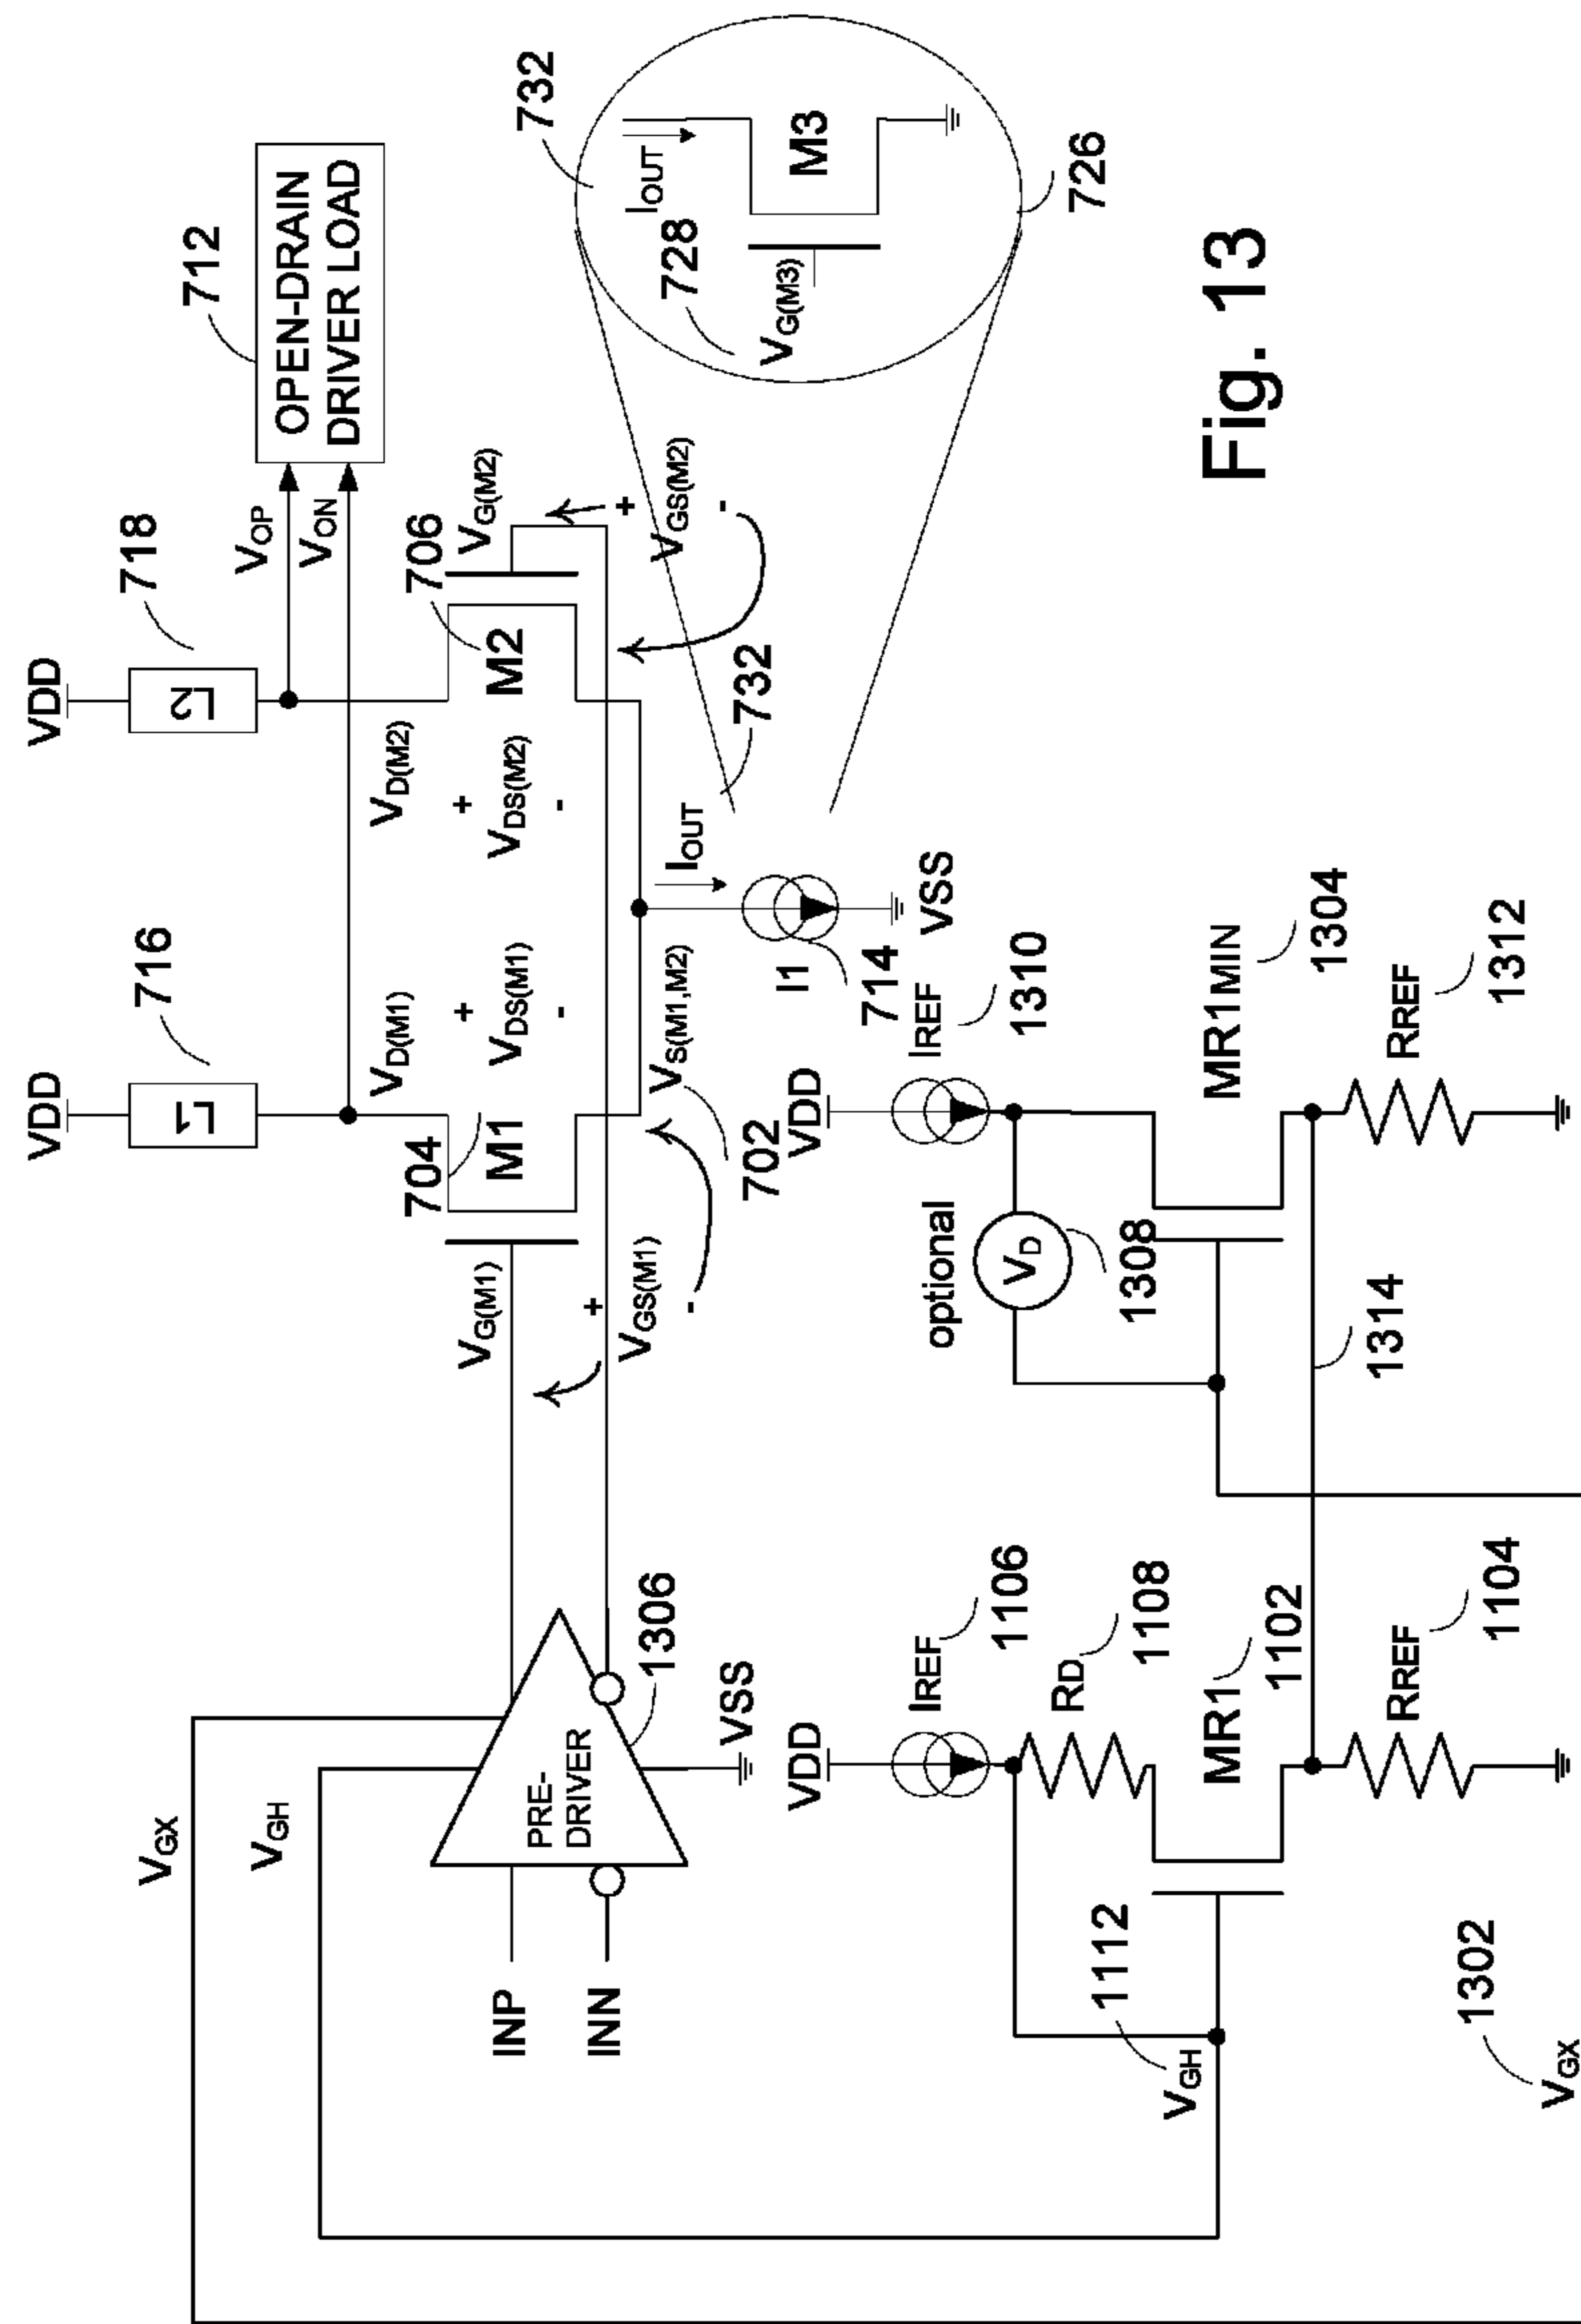 VDD
VDD
L1
716
L2
718
712
OPEN-DRAIN
DRIVER LOAD
VOP
VON
VGX
VGH
VD(M1)
VD(M2)
704
M1
+
VDS(M1)
-
+
VDS(M2)
-
M2
706
VG(M1)
VG(M2)
INP
INN
PRE-
DRIVER
1306
VSS
+
VGS(M1)
-
+
VGS(M2)
-
VS(M1,M2)
702
IOUT
732
I1
714
VSS
732
IOUT
728
VG(M3)
M3
726
VDD
IREF
1106
RD
1108
1112
VGH
MR1
1102
RREF
1104
VDD
IREF
1310
optional
VD
1308
MR1MIN
1304
1314
RREF
1312
1302
VGX
Fig. 13